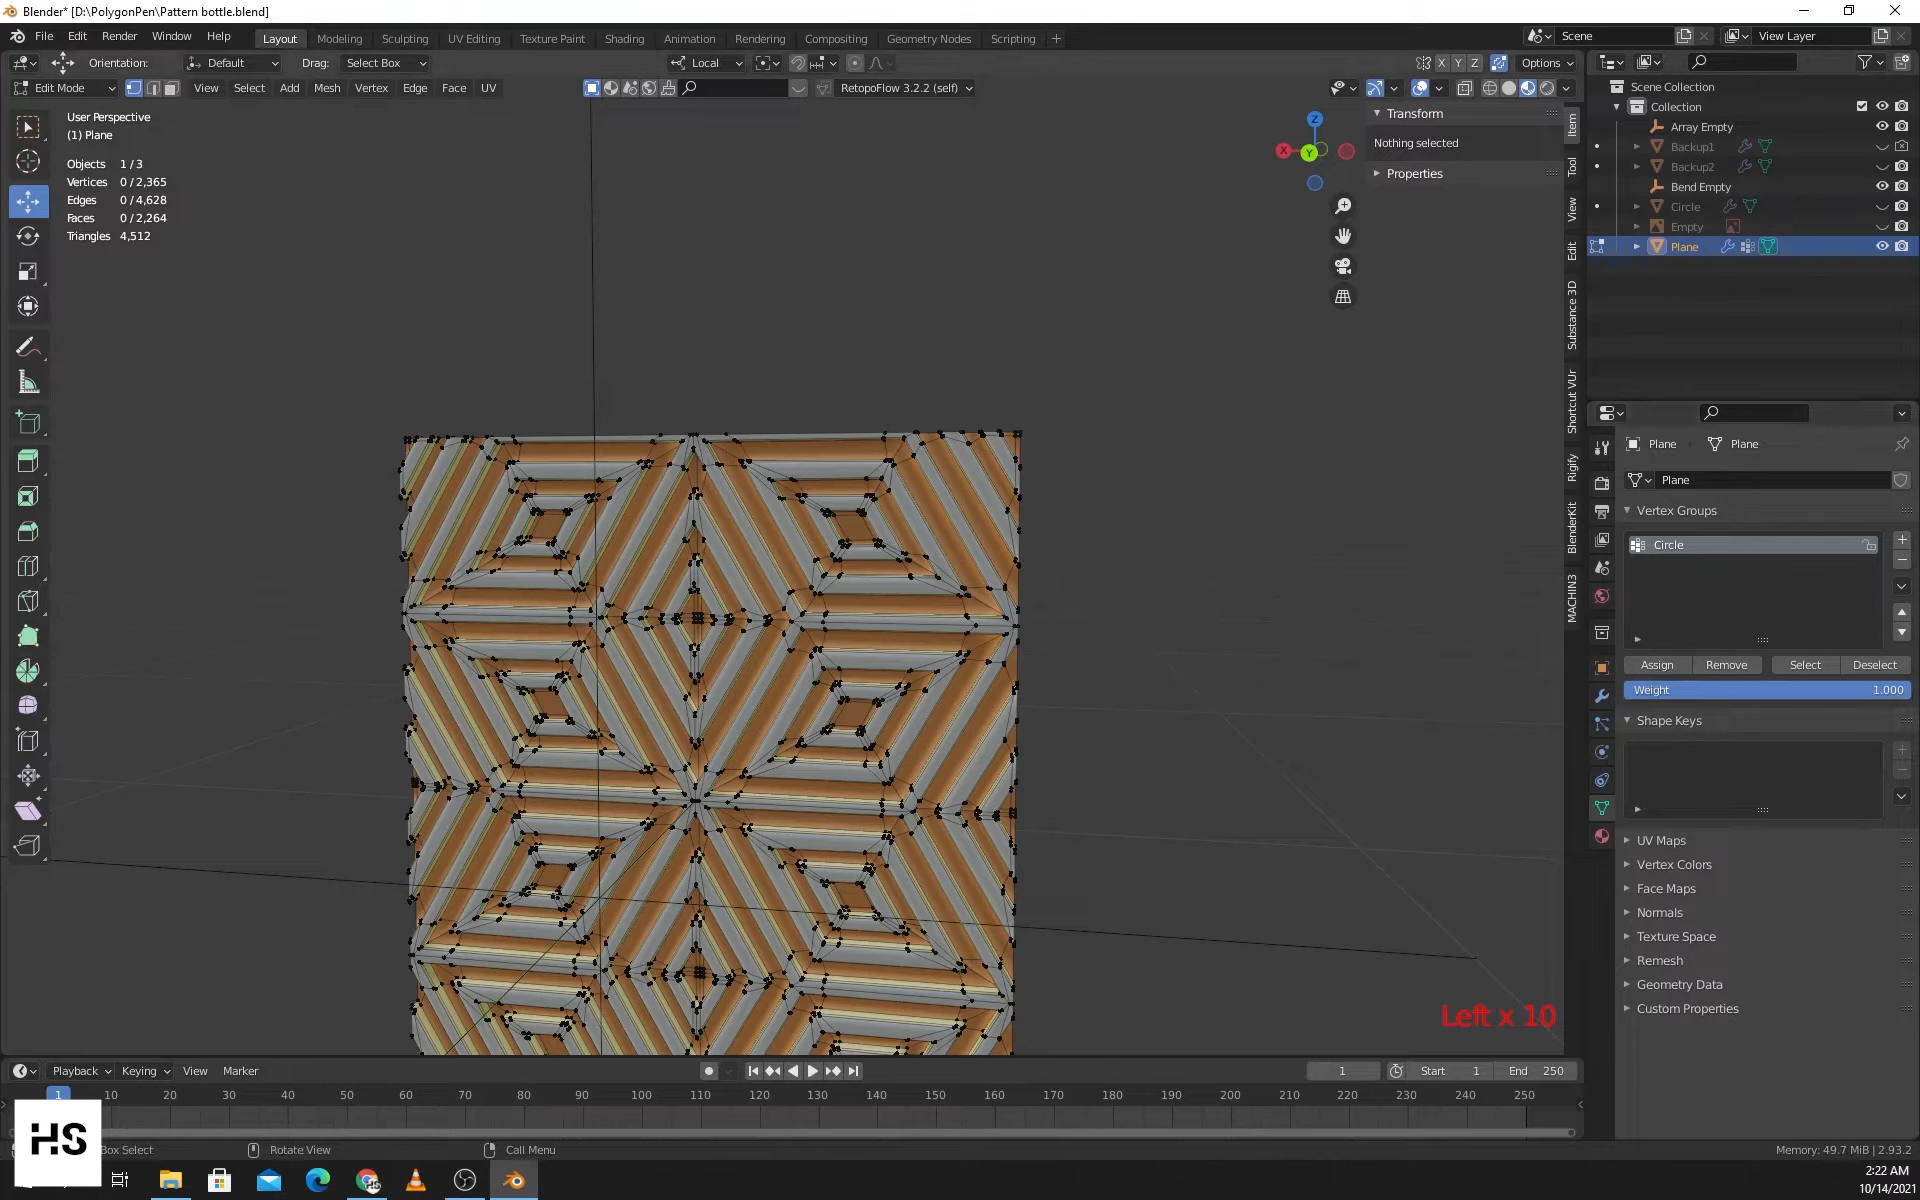 Blender* [D:\PolygonPen\Pattern bottle.blend]
File Edit Render Window Help
Layout Modeling Sculpting UV Editing Texture Paint Shading Animation Rendering Compositing Geometry Nodes Scripting +
Scene
View Layer
Orientation: Default Drag: Select Box
Local
X Y Z
Options
Edit Mode
View Select Add Mesh Vertex Edge Face UV
RetopoFlow 3.2.2 (self)
User Perspective
(1) Plane
Objects 1 / 3
Vertices 0 / 2,365
Edges 0 / 4,628
Faces 0 / 2,264
Triangles 4,512
Z
X
Y
Transform
Nothing selected
Properties
Item
Tool
View
Edit
Substance 3D
Shortcut VUr
Rigify
BlenderKit
MACHIN3
Scene Collection
Collection
Array Empty
Backup1
Backup2
Bend Empty
Circle
Empty
Plane
Plane Plane
Plane
Vertex Groups
Circle
Assign Remove Select Deselect
Weight 1.000
Shape Keys
UV Maps
Vertex Colors
Face Maps
Normals
Texture Space
Remesh
Geometry Data
Custom Properties
Left x 10
Playback Keying View Marker
1
Start 1 End 250
1 10 20 30 40 50 60 70 80 90 100 110 120 130 140 150 160 170 180 190 200 210 220 230 240 250
HS
Box Select
Rotate View
Call Menu
Memory: 49.7 MiB | 2.93.2
2:22 AM
10/14/2021